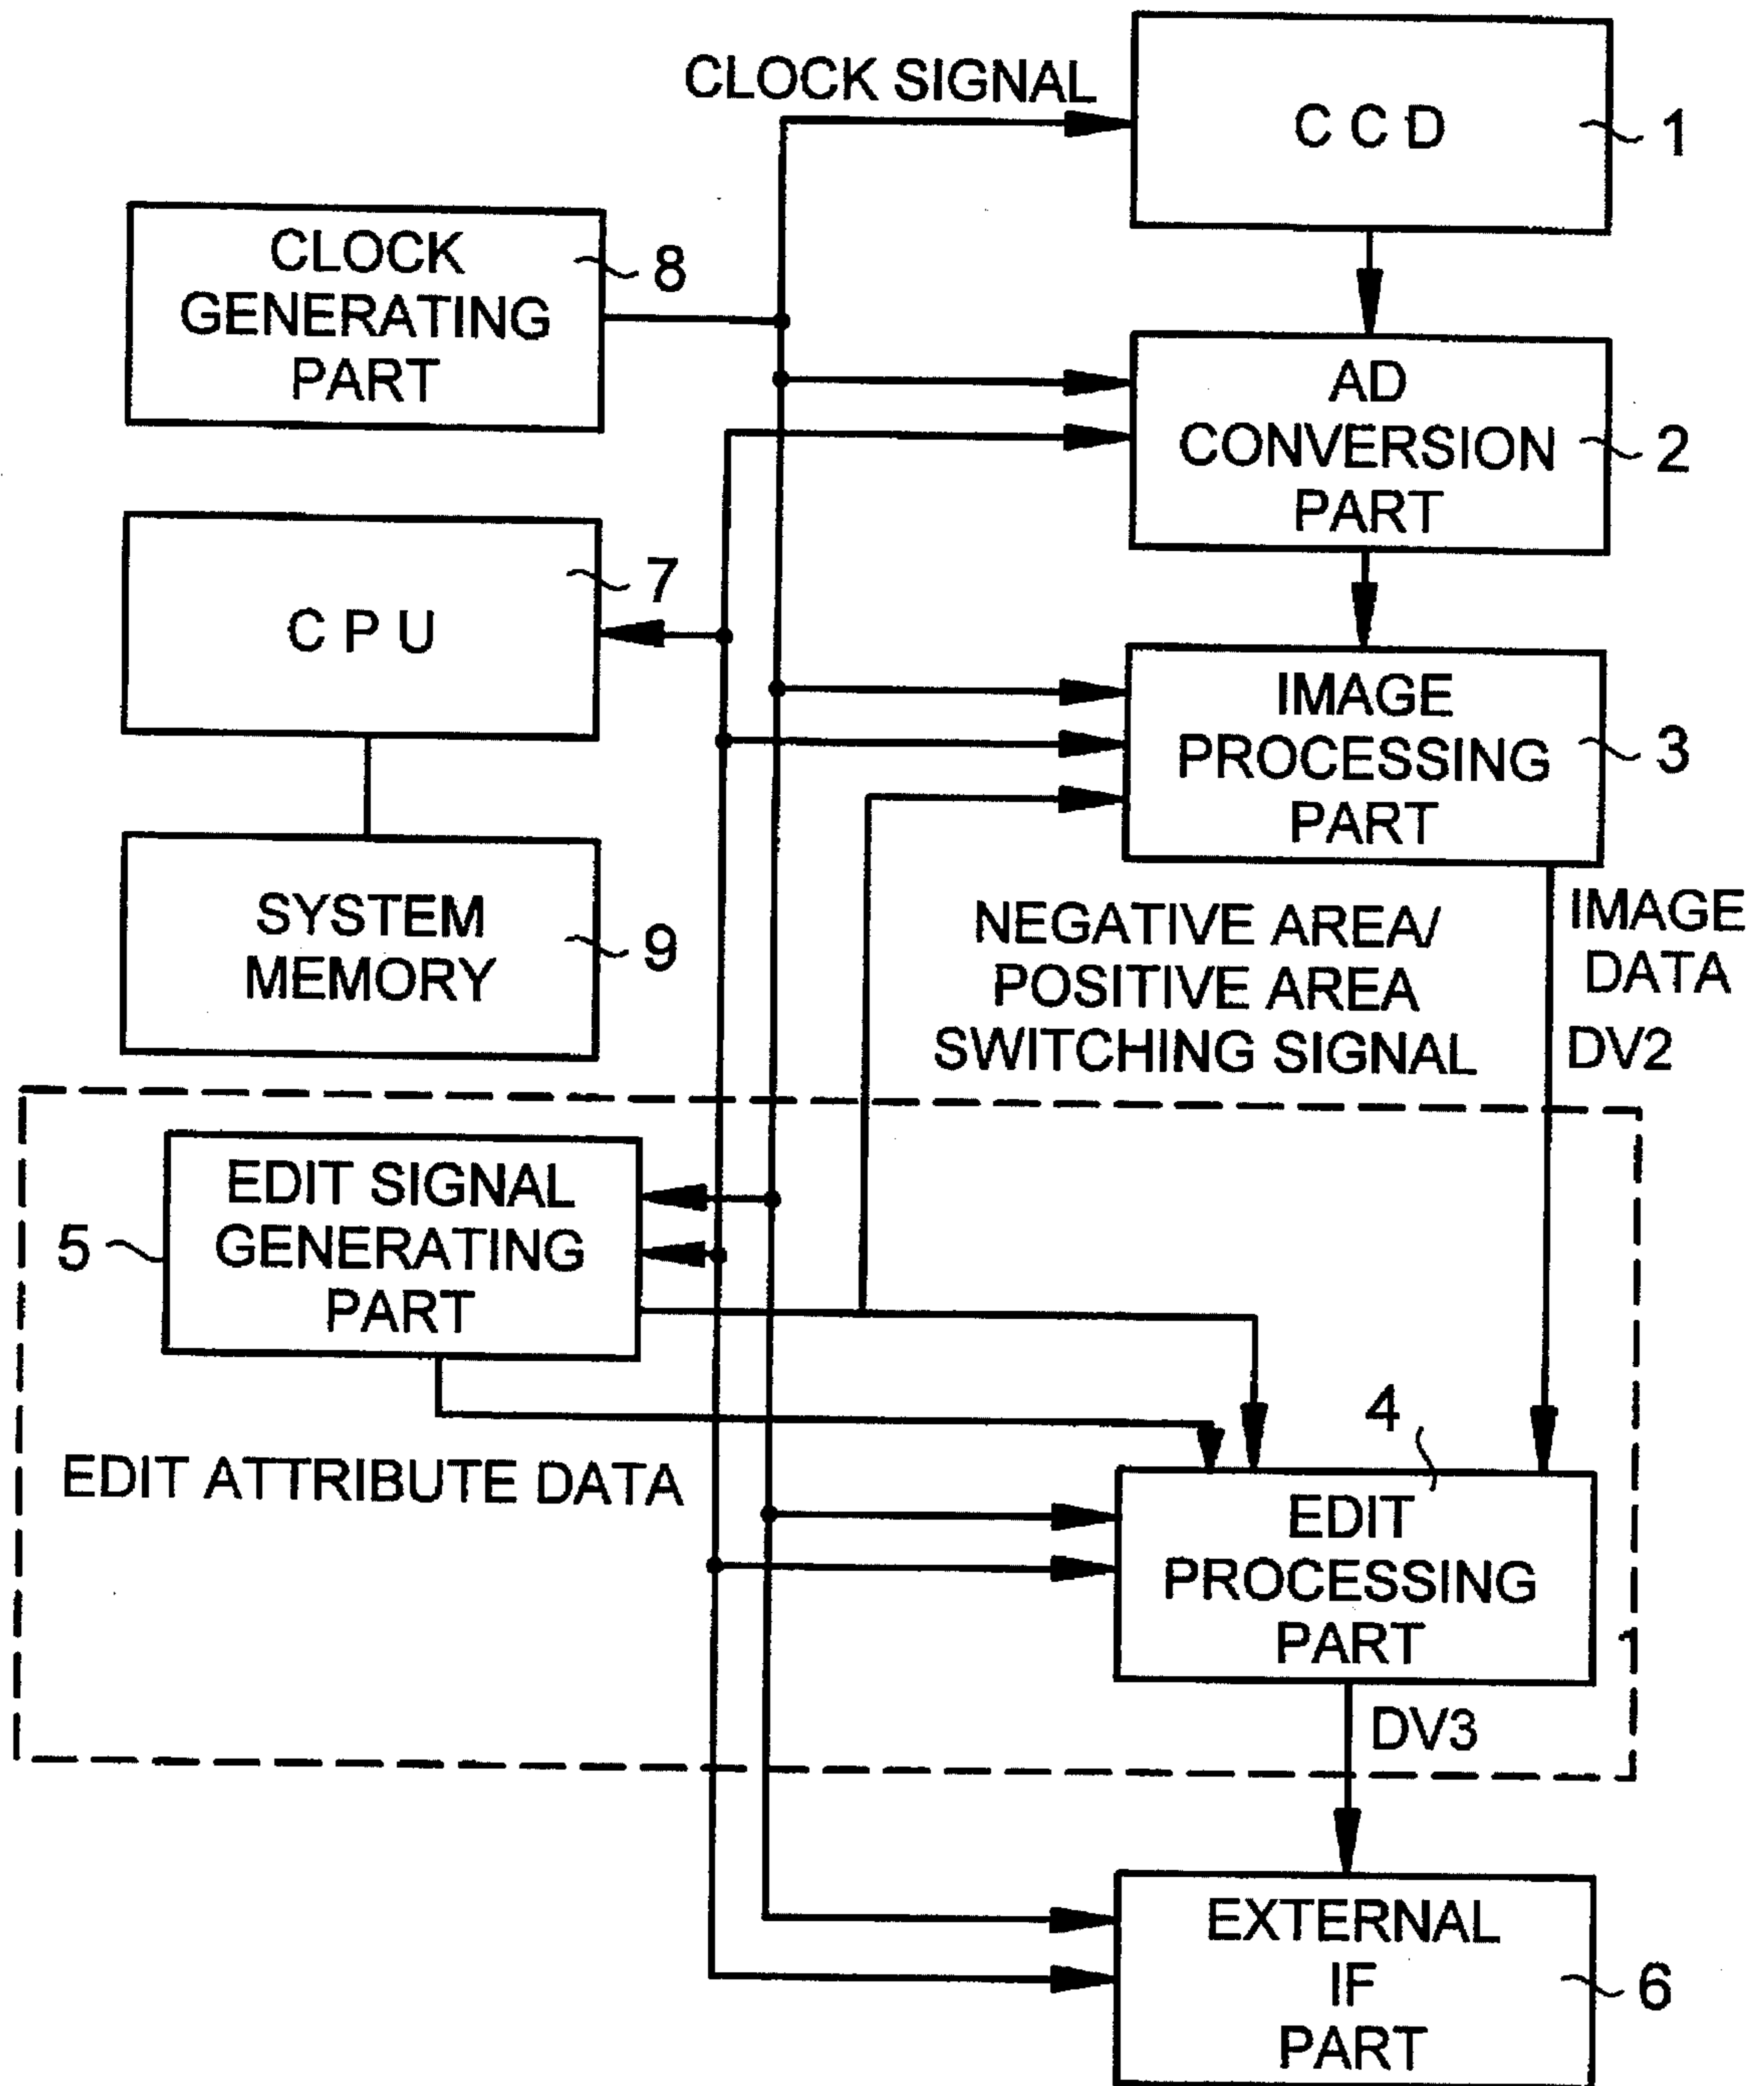 CLOCK SIGNAL
C C D
1
CLOCK
GENERATING
PART
8
AD
CONVERSION
PART
2
C P U
7
IMAGE
PROCESSING
PART
3
SYSTEM
MEMORY
9
NEGATIVE AREA/
POSITIVE AREA
SWITCHING SIGNAL
IMAGE
DATA
DV2
EDIT SIGNAL
GENERATING
PART
5
EDIT ATTRIBUTE DATA
4
EDIT
PROCESSING
PART
1
DV3
EXTERNAL
IF
PART
6